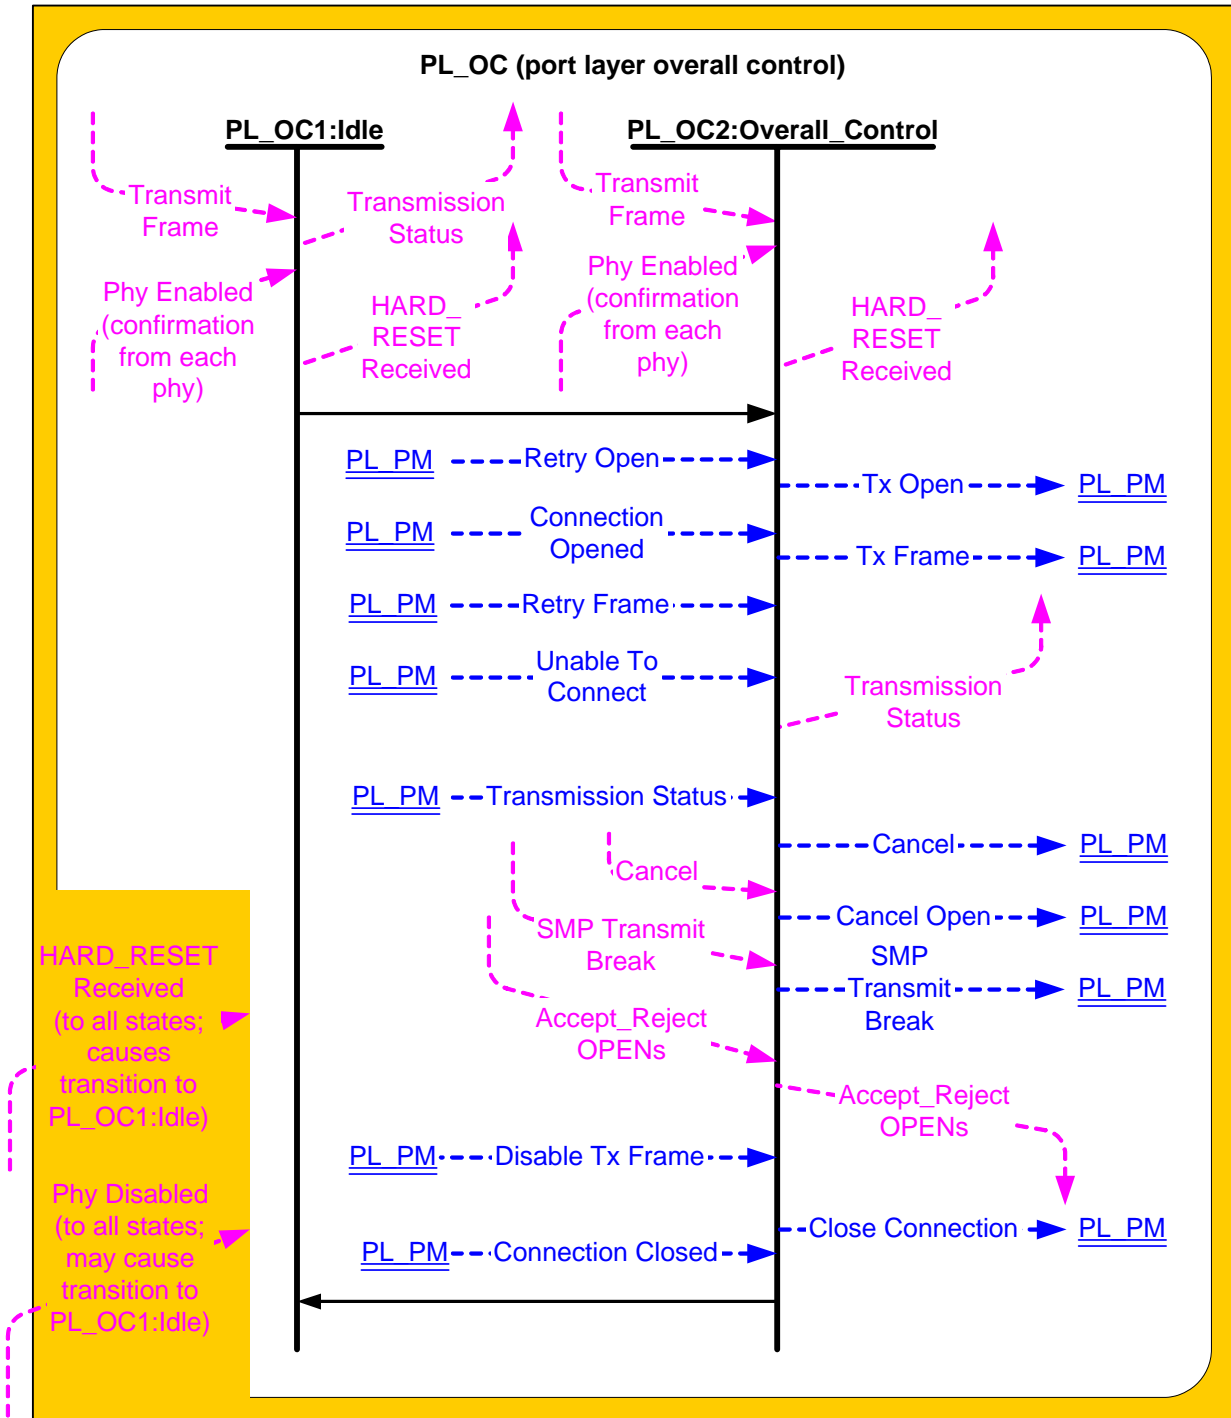 PL_OC (port layer overall control)
PL_OC1:Idle
PL_OC2:Overall_Control
Transmit
Frame
Transmission
Status
Transmit
Frame
Phy Enabled
(confirmation
from each
phy)
HARD_
RESET
Received
Phy Enabled
(confirmation
from each
phy)
HARD_
RESET
Received
PL_PM
Retry Open
Tx Open
PL_PM
PL_PM
Connection
Opened
Tx Frame
PL_PM
PL_PM
Retry Frame
PL_PM
Unable To
Connect
Transmission
Status
PL_PM
Transmission Status
Cancel
PL_PM
Cancel
Cancel Open
PL_PM
SMP Transmit
Break
SMP
Transmit
Break
PL_PM
HARD_RESET
Received
(to all states;
causes
transition to
PL_OC1:Idle)
Accept_Reject
OPENs
Accept_Reject
OPENs
PL_PM
Disable Tx Frame
Phy Disabled
(to all states;
may cause
transition to
PL_OC1:Idle)
Close Connection
PL_PM
PL_PM
Connection Closed